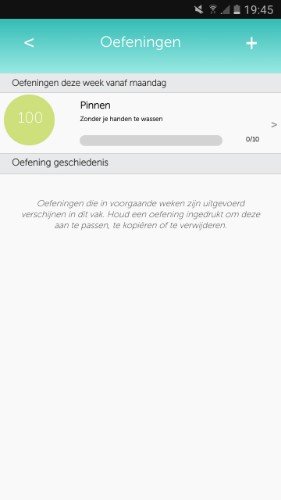 19:45
< Oefeningen +
Oefeningen deze week vanaf maandag
100
Pinnen
Zonder je handen te wassen
0/10
>
Oefening geschiedenis
Oefeningen die in voorgaande weken zijn uitgevoerd
verschijnen in dit vak. Houd een oefening ingedrukt om deze
aan te passen, te kopiëren of te verwijderen.